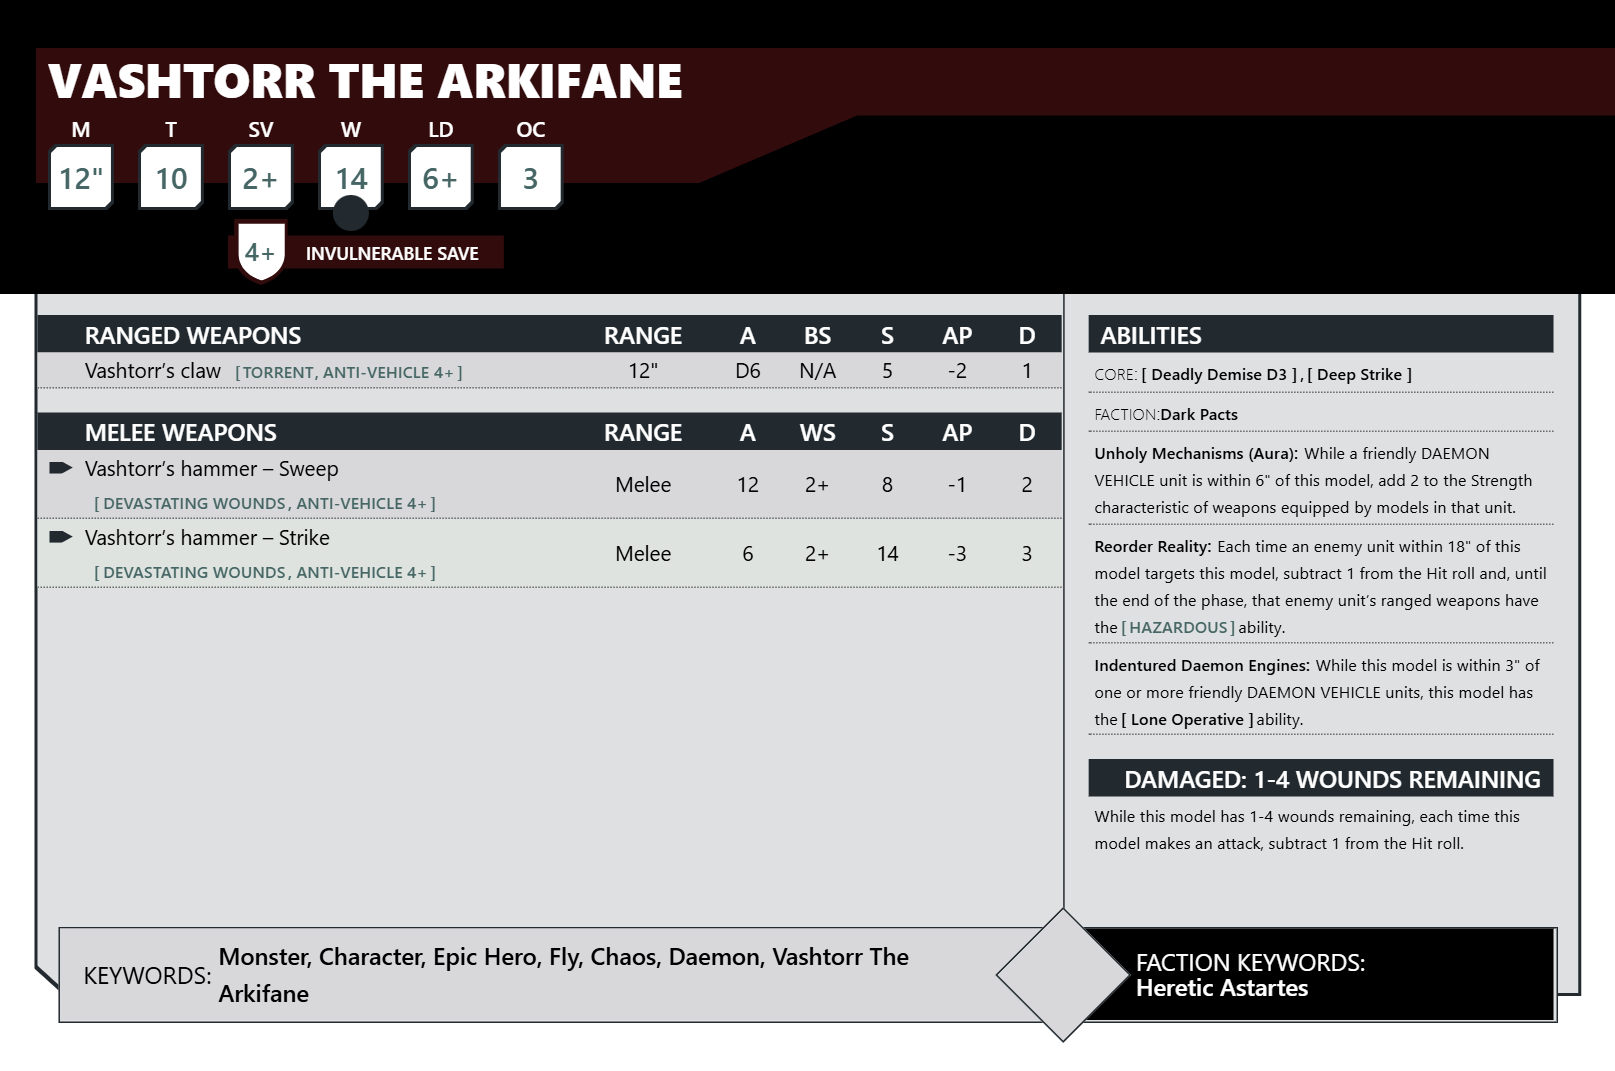 VASHTORR THE ARKIFANE
M T SV W LD OC
12" 10 2+ 14 6+ 3
4+ INVULNERABLE SAVE
RANGED WEAPONS RANGE A BS S AP D
Vashtorr’s claw [ TORRENT, ANTI-VEHICLE 4+ ] 12" D6 N/A 5 -2 1
MELEE WEAPONS RANGE A WS S AP D
Vashtorr’s hammer – Sweep
[ DEVASTATING WOUNDS, ANTI-VEHICLE 4+ ] Melee 12 2+ 8 -1 2
Vashtorr’s hammer – Strike
[ DEVASTATING WOUNDS, ANTI-VEHICLE 4+ ] Melee 6 2+ 14 -3 3
ABILITIES
CORE: [ Deadly Demise D3 ] , [ Deep Strike ]
FACTION:Dark Pacts
Unholy Mechanisms (Aura): While a friendly DAEMON
VEHICLE unit is within 6" of this model, add 2 to the Strength
characteristic of weapons equipped by models in that unit.
Reorder Reality: Each time an enemy unit within 18" of this
model targets this model, subtract 1 from the Hit roll and, until
the end of the phase, that enemy unit’s ranged weapons have
the [ HAZARDOUS ] ability.
Indentured Daemon Engines: While this model is within 3" of
one or more friendly DAEMON VEHICLE units, this model has
the [ Lone Operative ] ability.
DAMAGED: 1-4 WOUNDS REMAINING
While this model has 1-4 wounds remaining, each time this
model makes an attack, subtract 1 from the Hit roll.
KEYWORDS: Monster, Character, Epic Hero, Fly, Chaos, Daemon, Vashtorr The
Arkifane
FACTION KEYWORDS:
Heretic Astartes